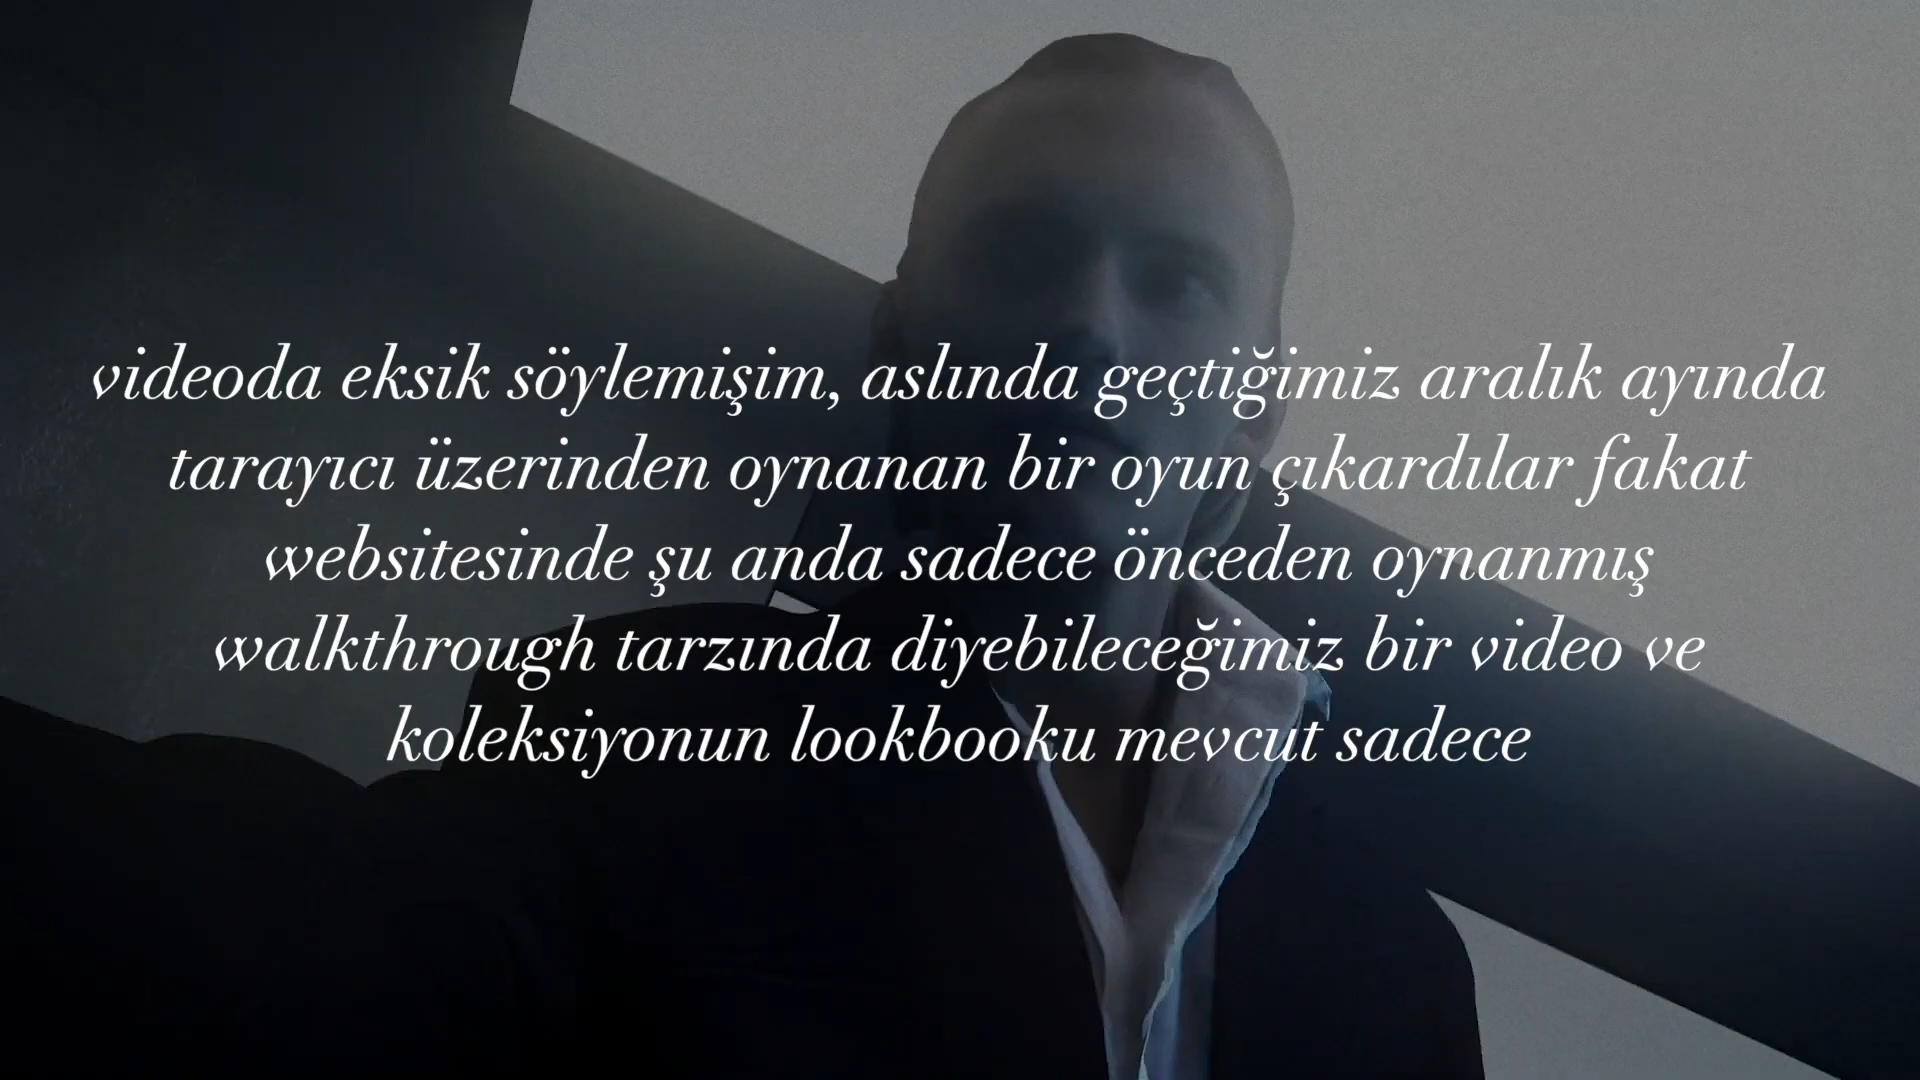 videoda eksik söylemişim, aslında geçtiğimiz aralık ayında
tarayıcı üzerinden oynanan bir oyun çıkardılar fakat
websitesinde şu anda sadece önceden oynanmış
walkthrough tarzında diyebileceğimiz bir video ve
koleksiyonun lookbooku mevcut sadece